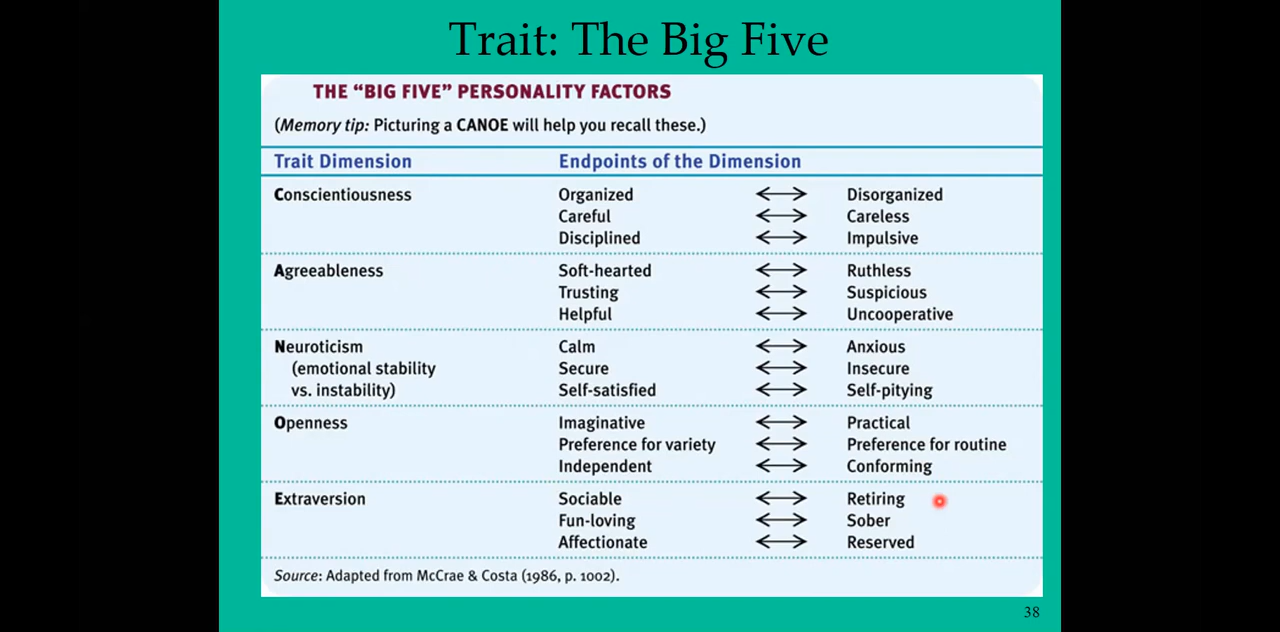 Trait: The Big Five
THE “BIG FIVE” PERSONALITY FACTORS
(Memory tip: Picturing a CANOE will help you recall these.)
Trait Dimension Endpoints of the Dimension
Conscientiousness Organized ↔ Disorganized
Careful ↔ Careless
Disciplined ↔ Impulsive
Agreeableness Soft-hearted ↔ Ruthless
Trusting ↔ Suspicious
Helpful ↔ Uncooperative
Neuroticism Calm ↔ Anxious
(emotional stability Secure ↔ Insecure
vs. instability) Self-satisfied ↔ Self-pitying
Openness Imaginative ↔ Practical
Preference for variety ↔ Preference for routine
Independent ↔ Conforming
Extraversion Sociable ↔ Retiring
Fun-loving ↔ Sober
Affectionate ↔ Reserved
Source: Adapted from McCrae & Costa (1986, p. 1002).
38